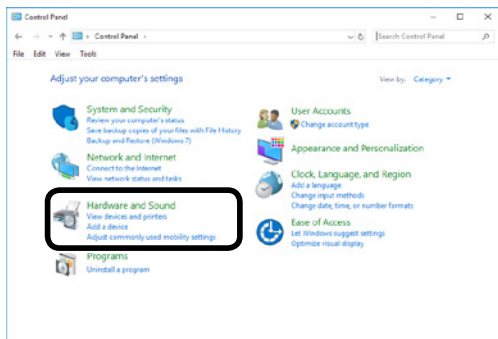 Control Panel
Control Panel
Search Control Panel
File Edit View Tools
Adjust your computer's settings
View by: Category
System and Security
Review your computer's status
Save backup copies of your files with File History
Backup and Restore (Windows 7)
Network and Internet
Connect to the Internet
View network status and tasks
Hardware and Sound
View devices and printers
Add a device
Adjust commonly used mobility settings
Programs
Uninstall a program
User Accounts
Change account type
Appearance and Personalization
Clock, Language, and Region
Add a language
Change input methods
Change date, time, or number formats
Ease of Access
Let Windows suggest settings
Optimize visual display